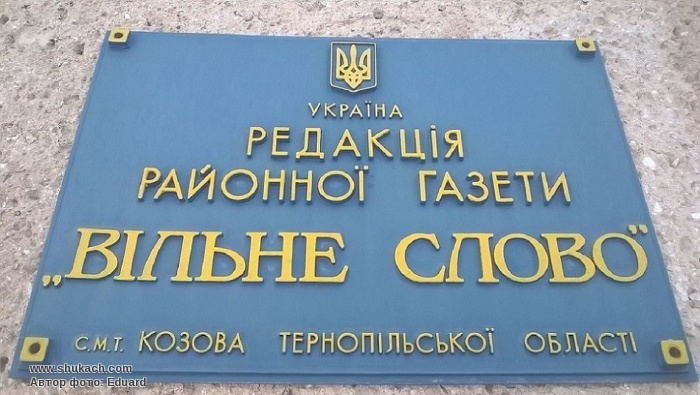 УКРАЇНА
РЕДАКЦІЯ
РАЙОННОЇ ГАЗЕТИ
„ВІЛЬНЕ СЛОВО”
С.М.Т. КОЗОВА ТЕРНОПІЛЬСЬКОЇ ОБЛАСТІ
www.shukach.com
Автор фото: Eduard